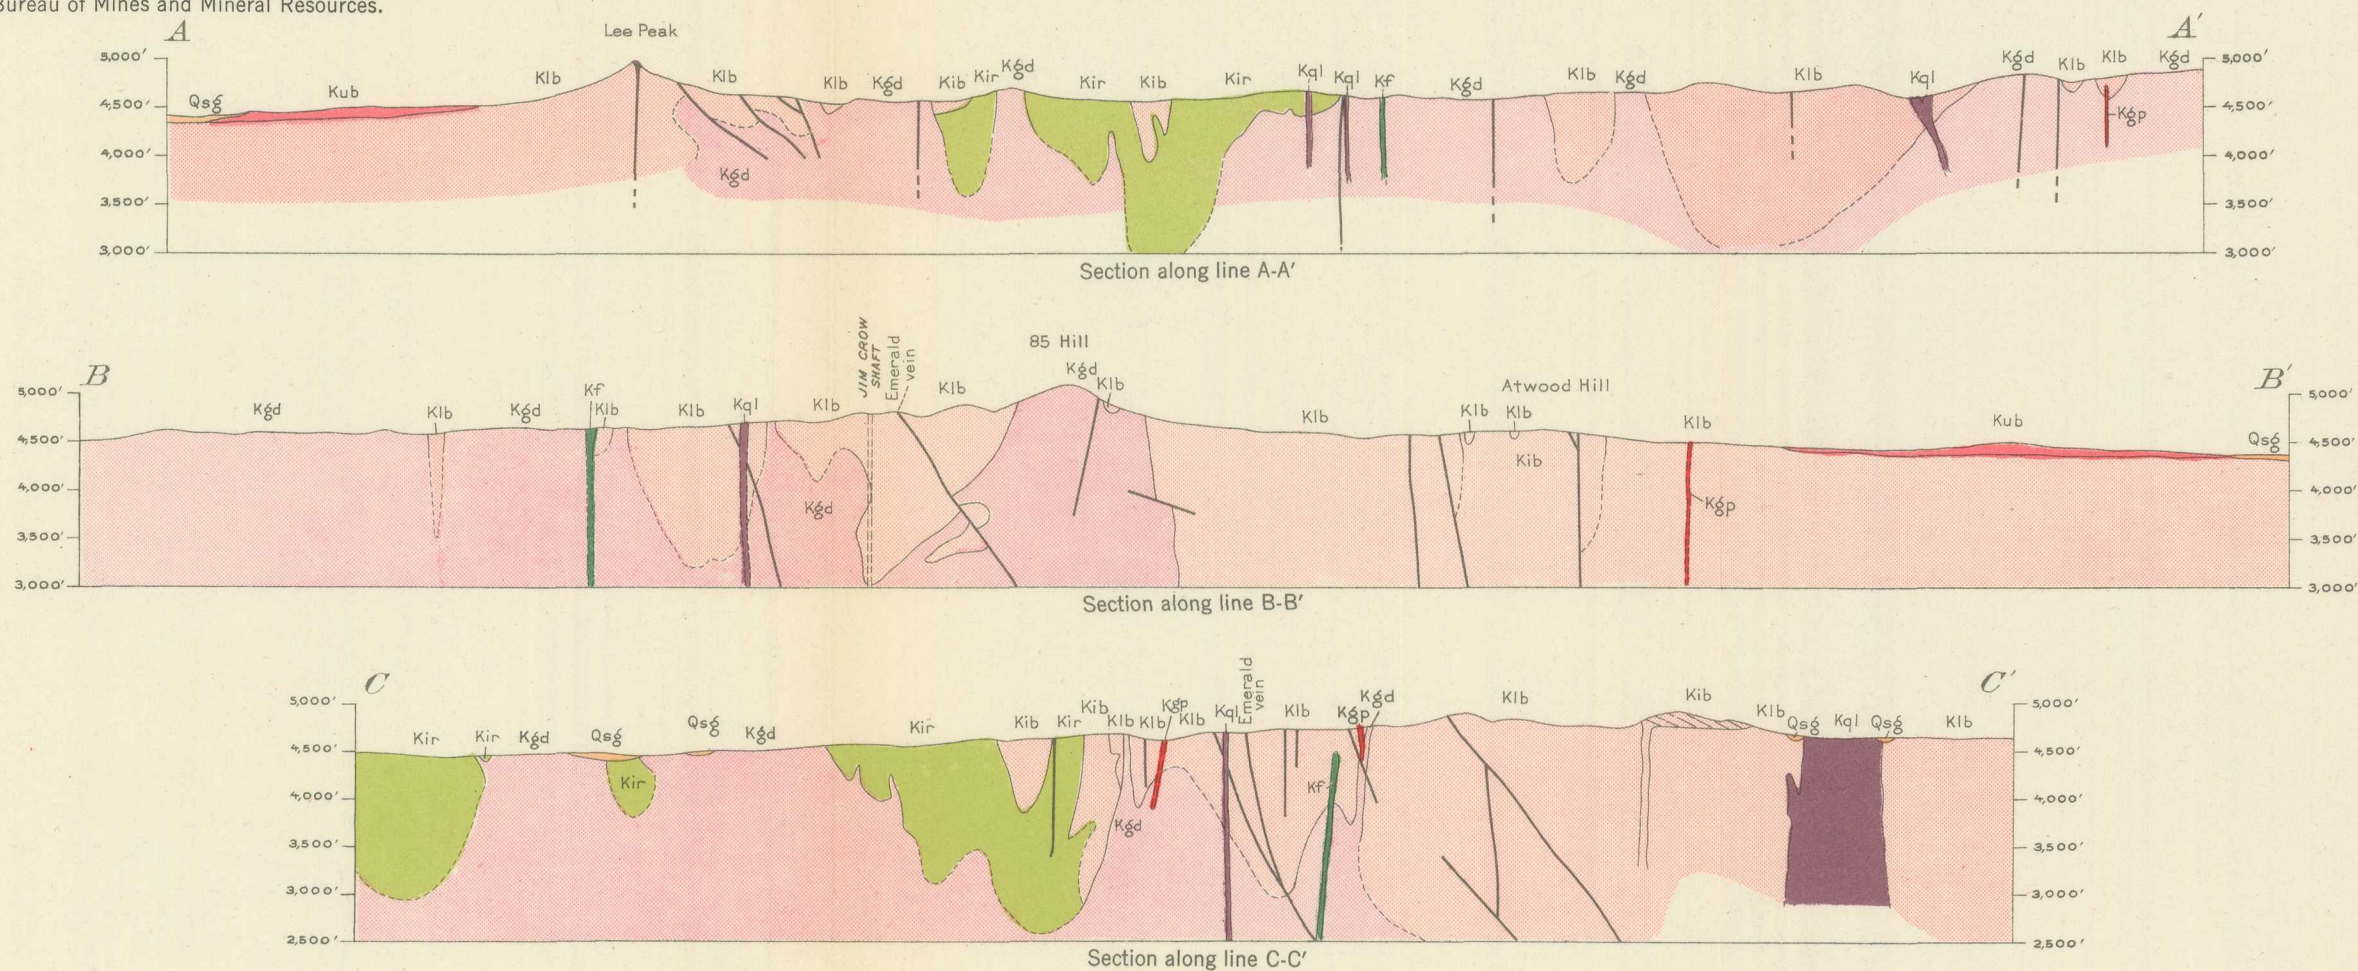 Bureau of Mines and Mineral Resources.
A
Lee Peak
A′
5,000′
Klb
Klb
Klb
Kgd
Kib
Kir
Kgd
Kir
Kib
Kir
Kql
Kql
Kf
Kgd
Klb
Kgd
Klb
Kql
Kgd
Klb
Klb
Kgd
5,000′
4,500′
Qsg
Kub
4,500′
Kgp
4,000′
Kgd
4,000′
3,500′
3,500′
3,000′
3,000′
Section along line A-A′
B
JIM CROW
SHAFT
Emerald
vein
85 Hill
Atwood Hill
B′
5,000′
Kgd
Klb
Kgd
Kf
Klb
Klb
Kql
Klb
Klb
Kgd
Klb
Klb
Klb
Klb
Klb
Kub
Qsg
5,000′
4,500′
4,500′
Kib
4,000′
Kgd
Kgp
4,000′
3,500′
3,500′
3,000′
3,000′
Section along line B-B′
C
Emerald
vein
C′
5,000′
Kir
Kir
Kgd
Qsg
Qsg
Kgd
Kir
Kib
Kir
Kib
Klb
Klb
Kgp
Klb
Kql
Klb
Kgp
Kgd
Klb
Kib
Klb
Qsg
Kql
Qsg
Klb
5,000′
4,500′
4,500′
Kir
Kf
4,000′
Kgd
4,000′
3,500′
3,500′
3,000′
3,000′
2,500′
2,500′
Section along line C-C′